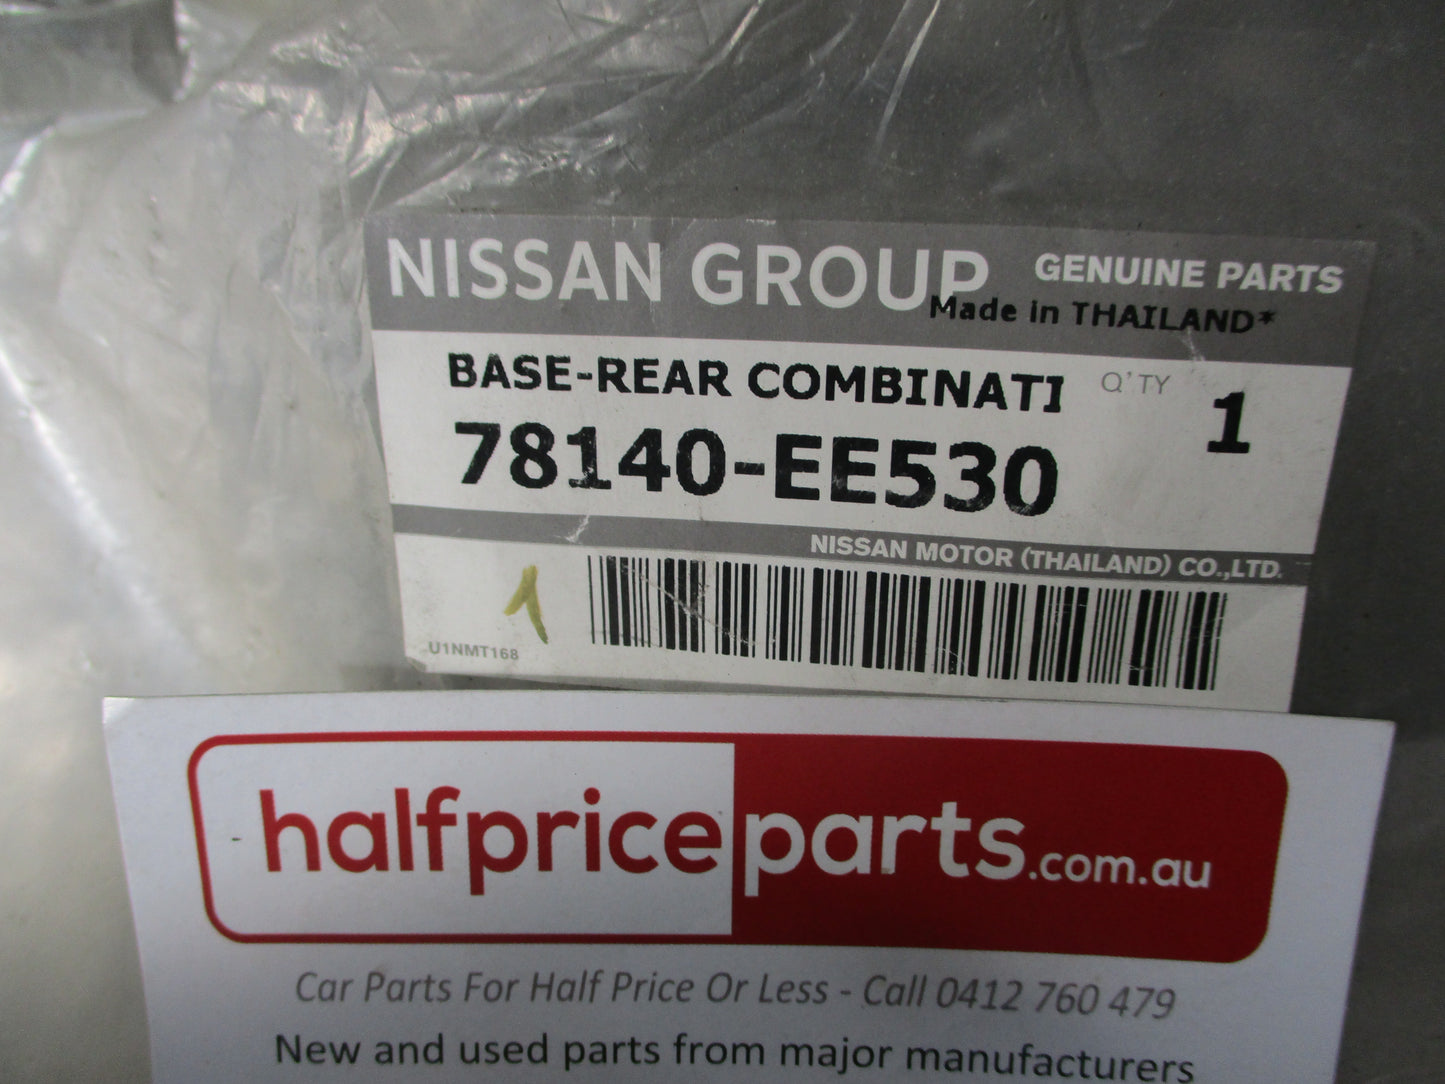 NISSAN GROUP GENUINE PARTS
Made in THAILAND*
BASE-REAR COMBINATI Q'TY 1
78140-EE530
NISSAN MOTOR (THAILAND) CO.,LTD.
1
U1NMT168
halfpriceparts.com.au
Car Parts For Half Price Or Less - Call 0412 760 479
New and used parts from major manufacturers